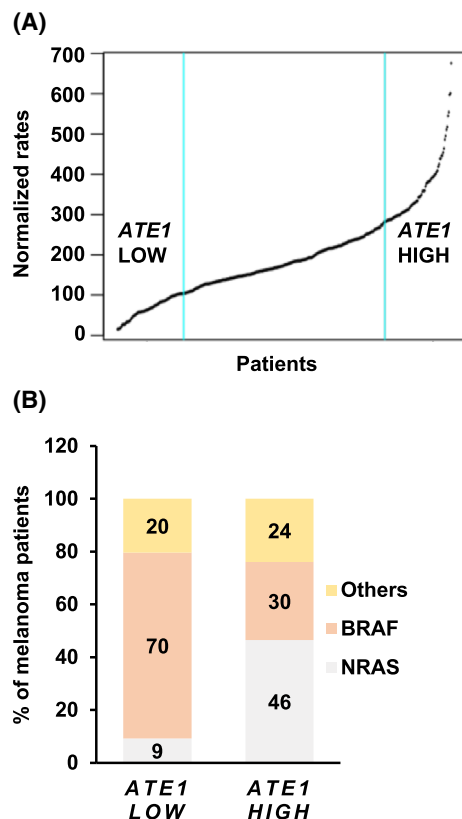 (A)
Normalized rates
700
600
500
400
300
200
100
0
ATE1
LOW
ATE1
HIGH
Patients
(B)
% of melanoma patients
120
100
80
60
40
20
0
20
70
9
24
30
46
Others
BRAF
NRAS
ATE1
LOW
ATE1
HIGH